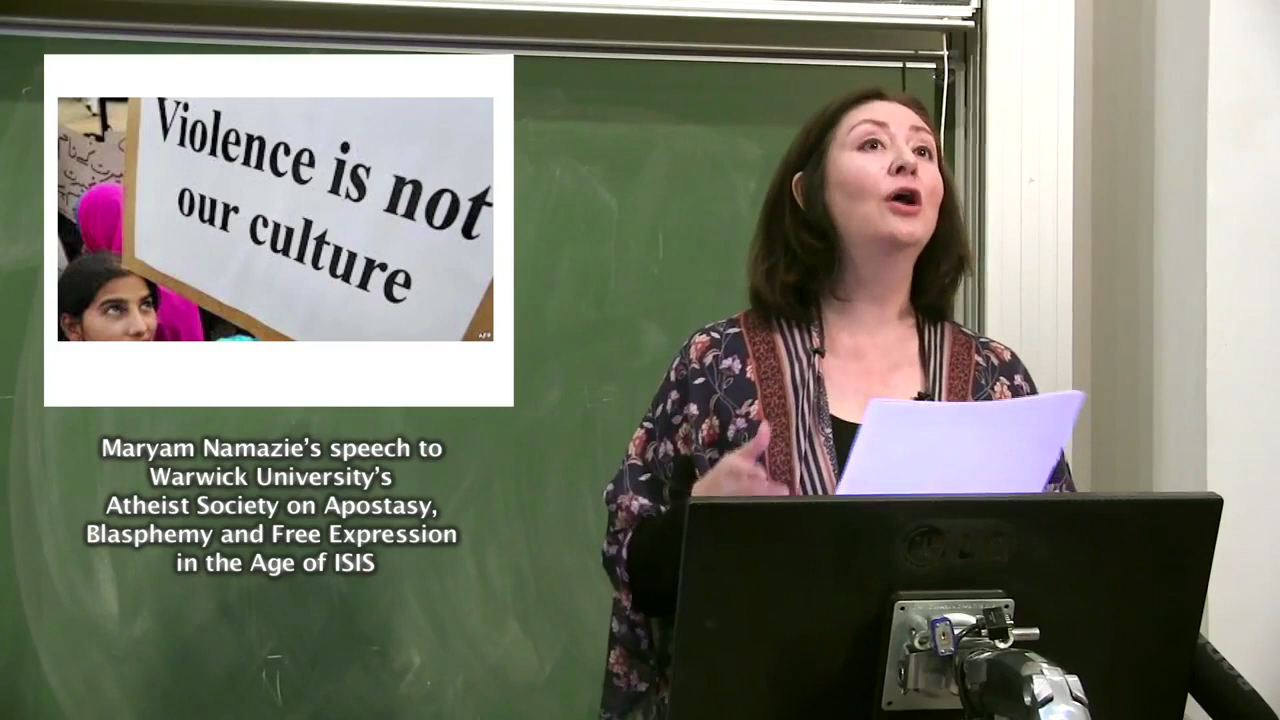 Violence is not
our culture
AFP
Maryam Namazie's speech to
Warwick University's
Atheist Society on Apostasy,
Blasphemy and Free Expression
in the Age of ISIS